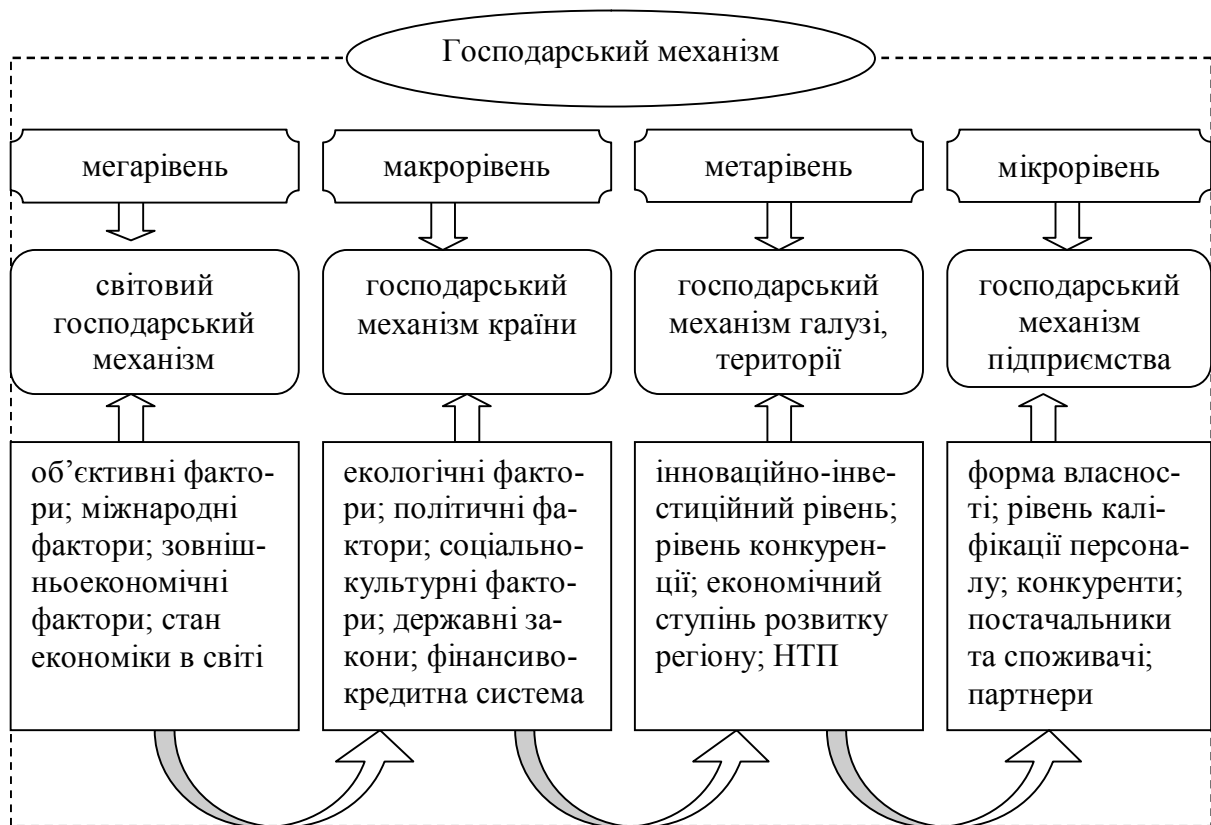 Господарський механізм
мегарівень
макрорівень
метарівень
мікрорівень
світовий
господарський
механізм
господарський
механізм країни
господарський
механізм галузі,
території
господарський
механізм
підприємства
об’єктивні факто-
ри; міжнародні
фактори; зовніш-
ньоекономічні
фактори; стан
економіки в світі
екологічні факто-
ри; політичні фа-
ктори; соціально-
культурні факто-
ри; державні за-
кони; фінансиво-
кредитна система
інноваційно-інве-
стиційний рівень;
рівень конкурен-
ції; економічний
ступінь розвитку
регіону; НТП
форма власнос-
ті; рівень калі-
фікації персона-
лу; конкуренти;
постачальники
та споживачі;
партнери